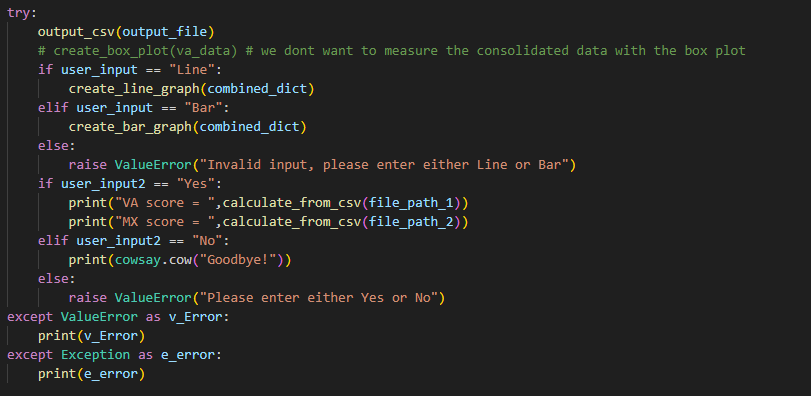 try:
    output_csv(output_file)
    # create_box_plot(va_data) # we dont want to measure the consolidated data with the box plot
    if user_input == "Line":
        create_line_graph(combined_dict)
    elif user_input == "Bar":
        create_bar_graph(combined_dict)
    else:
        raise ValueError("Invalid input, please enter either Line or Bar")
    if user_input2 == "Yes":
        print("VA score = ",calculate_from_csv(file_path_1))
        print("MX score = ",calculate_from_csv(file_path_2))
    elif user_input2 == "No":
        print(cowsay.cow("Goodbye!"))
    else:
        raise ValueError("Please enter either Yes or No")
except ValueError as v_Error:
    print(v_Error)
except Exception as e_error:
    print(e_error)